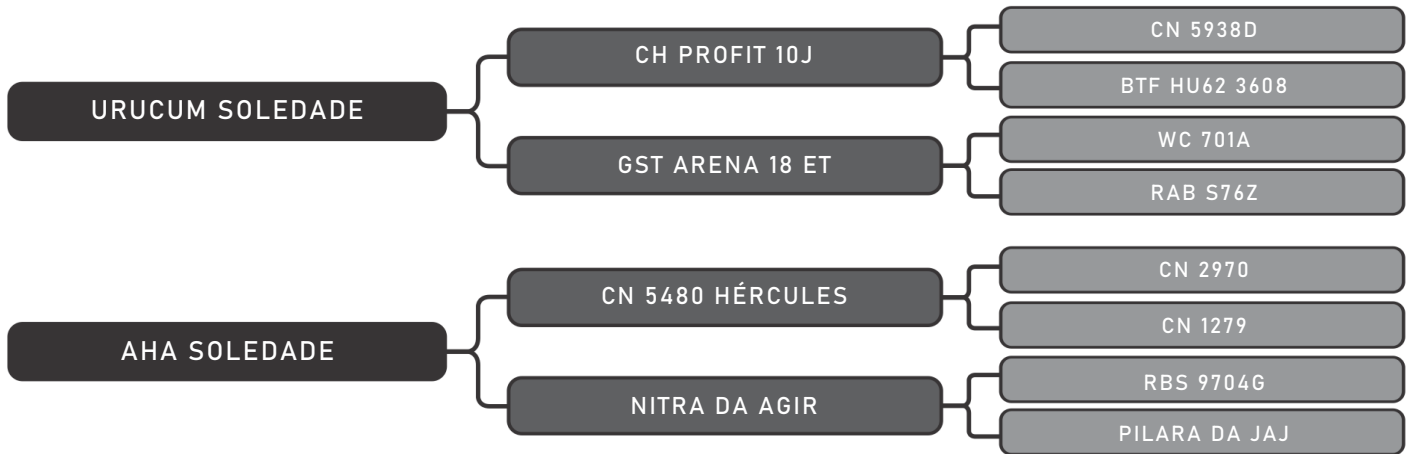 URUCUM SOLEDADE
CH PROFIT 10J
CN 5938D
BTF HU62 3608
GST ARENA 18 ET
WC 701A
RAB S76Z
AHA SOLEDADE
CN 5480 HÉRCULES
CN 2970
CN 1279
NITRA DA AGIR
RBS 9704G
PILARA DA JAJ